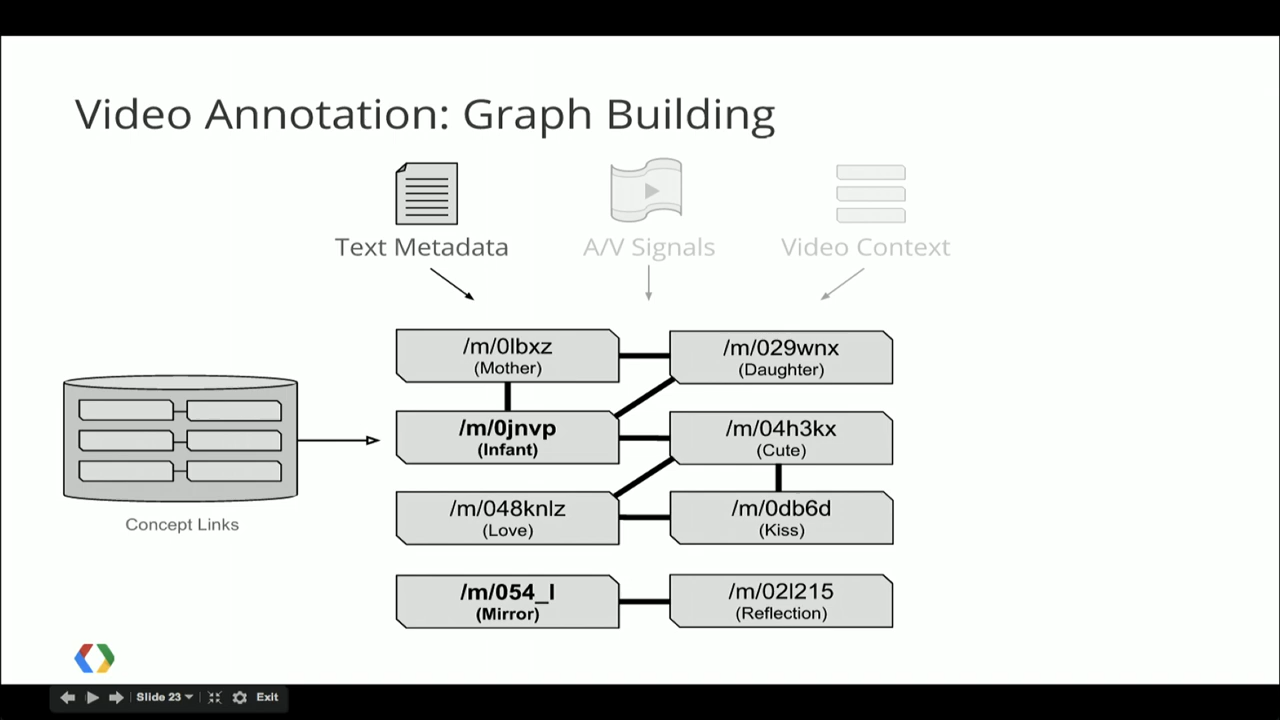 Video Annotation: Graph Building
Text Metadata
A/V Signals
Video Context
/m/0lbxz
(Mother)
/m/029wnx
(Daughter)
/m/0jnvp
(Infant)
/m/04h3kx
(Cute)
/m/048knlz
(Love)
/m/0db6d
(Kiss)
/m/054_l
(Mirror)
/m/02l215
(Reflection)
Concept Links
Slide 23
Exit